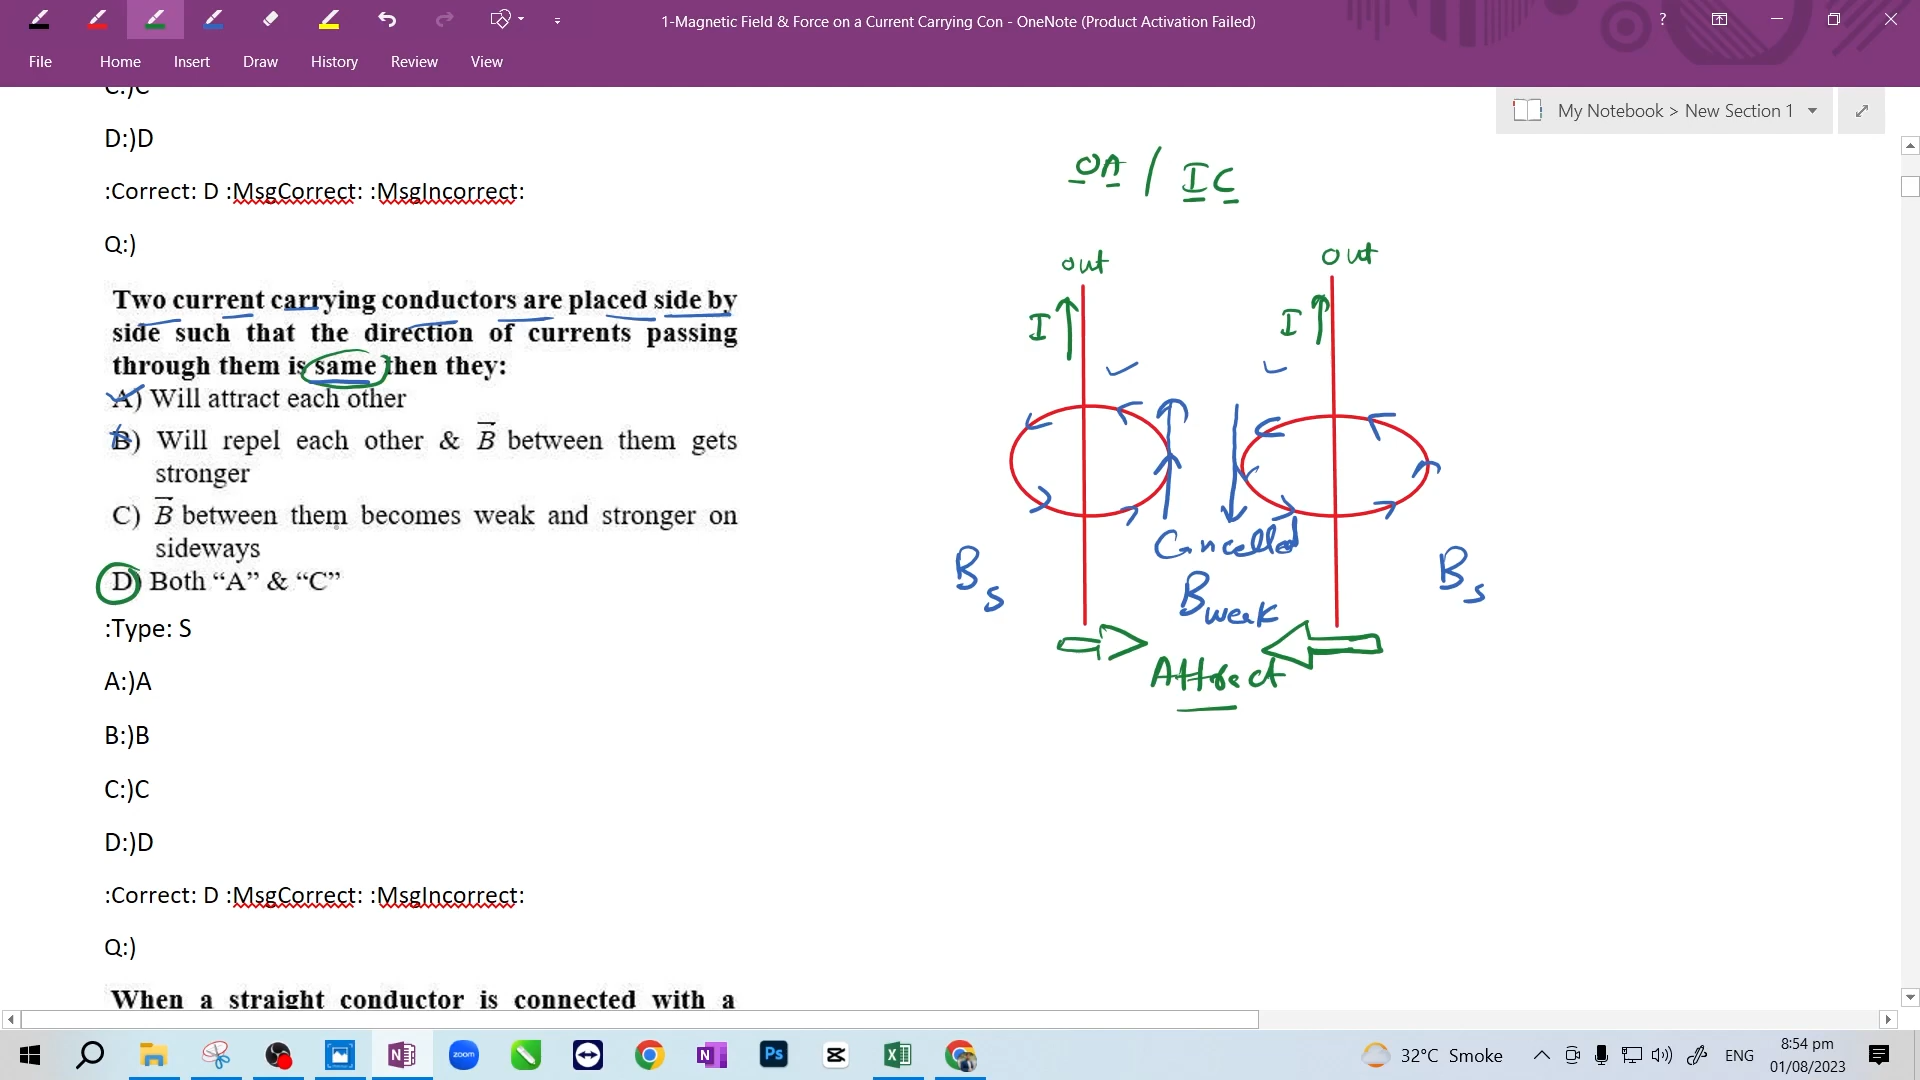 1-Magnetic Field & Force on a Current Carrying Con - OneNote (Product Activation Failed)
?
File Home Insert Draw History Review View
My Notebook > New Section 1
C:)C
D:)D
:Correct: D :MsgCorrect: :MsgIncorrect:
Q:)
Two current carrying conductors are placed side by
side such that the direction of currents passing
through them is same then they:
A) Will attract each other
B) Will repel each other & B⃗ between them gets
stronger
C) B⃗ between them becomes weak and stronger on
sideways
D) Both “A” & “C”
:Type: S
A:)A
B:)B
C:)C
D:)D
:Correct: D :MsgCorrect: :MsgIncorrect:
Q:)
When a straight conductor is connected with a
OA / IC
out out
I I
Cancelled
Bs Bweak Bs
Attract
zoom
Ps
32°C Smoke
ENG
8:54 pm
01/08/2023